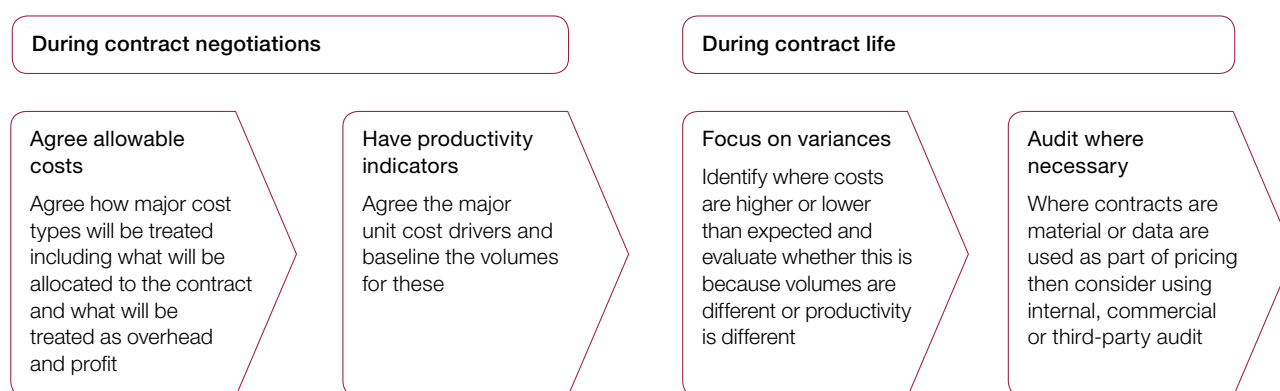 During contract negotiations
During contract life
Agree allowable
costs
Agree how major cost
types will be treated
including what will be
allocated to the contract
and what will be
treated as overhead
and profit
Have productivity
indicators
Agree the major
unit cost drivers and
baseline the volumes
for these
Focus on variances
Identify where costs
are higher or lower
than expected and
evaluate whether this is
because volumes are
different or productivity
is different
Audit where
necessary
Where contracts are
material or data are
used as part of pricing
then consider using
internal, commercial
or third-party audit